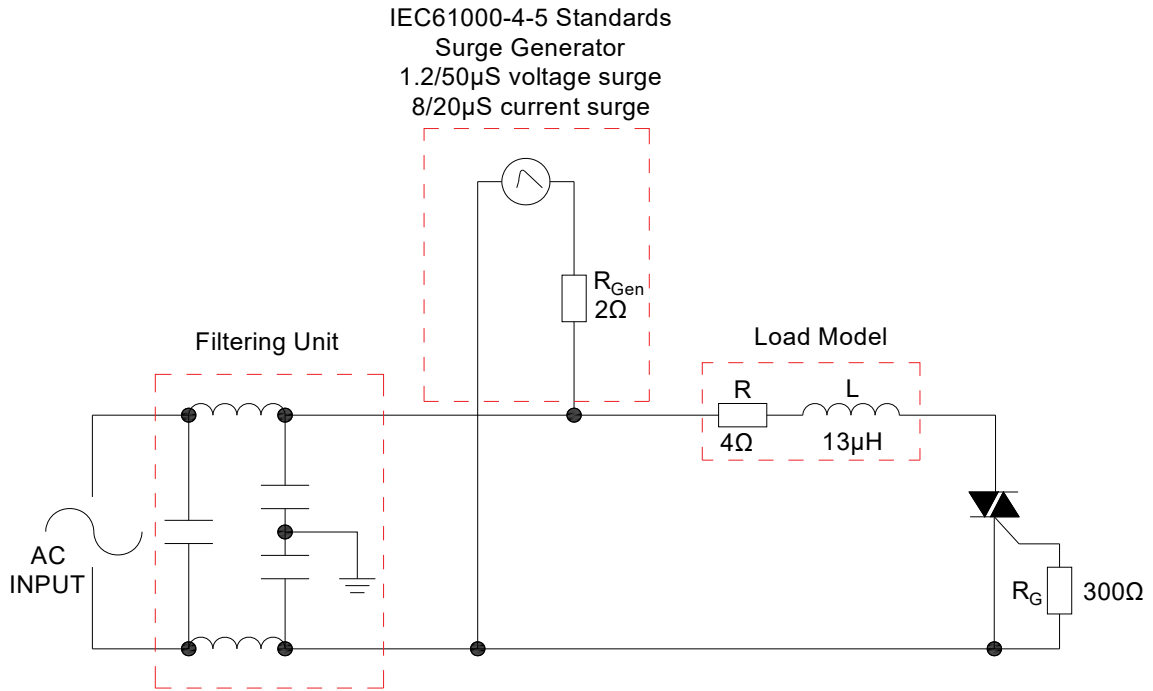 IEC61000-4-5 Standards
Surge Generator
1.2/50μS voltage surge
8/20μS current surge
RGen
2Ω
Filtering Unit
Load Model
R
L
4Ω
13μH
AC
INPUT
RG
300Ω